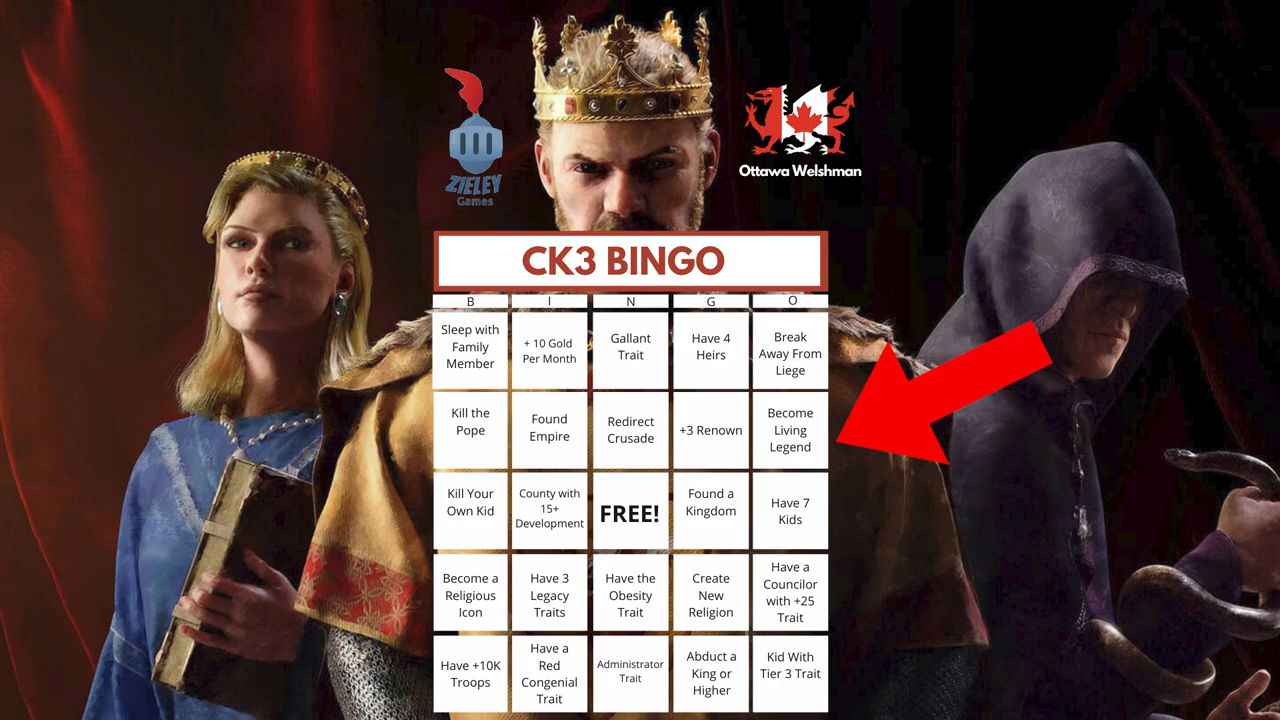 ZIELEY
Games
Ottawa Welshman
CK3 BINGO
B
I
N
G
O
Sleep with
Family
Member
+ 10 Gold
Per Month
Gallant
Trait
Have 4
Heirs
Break
Away From
Liege
Kill the
Pope
Found
Empire
Redirect
Crusade
+3 Renown
Become
Living
Legend
Kill Your
Own Kid
County with
15+
Development
FREE!
Found a
Kingdom
Have 7
Kids
Become a
Religious
Icon
Have 3
Legacy
Traits
Have the
Obesity
Trait
Create
New
Religion
Have a
Councilor
with +25
Trait
Have +10K
Troops
Have a
Red
Congenial
Trait
Administrator
Trait
Abduct a
King or
Higher
Kid With
Tier 3 Trait